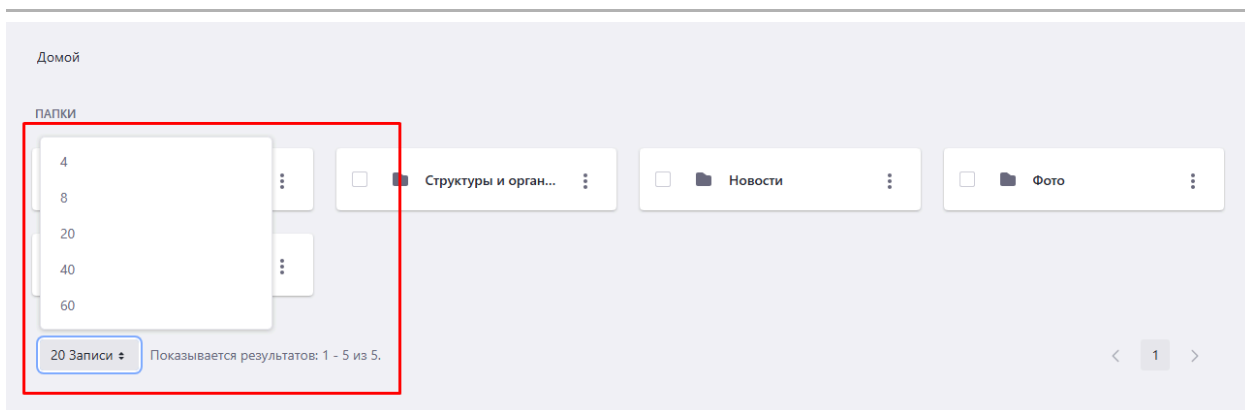 Домой
ПАПКИ
4
8
20
40
60
Структуры и орган...
Новости
Фото
20 Записи
Показывается результатов: 1 - 5 из 5.
1